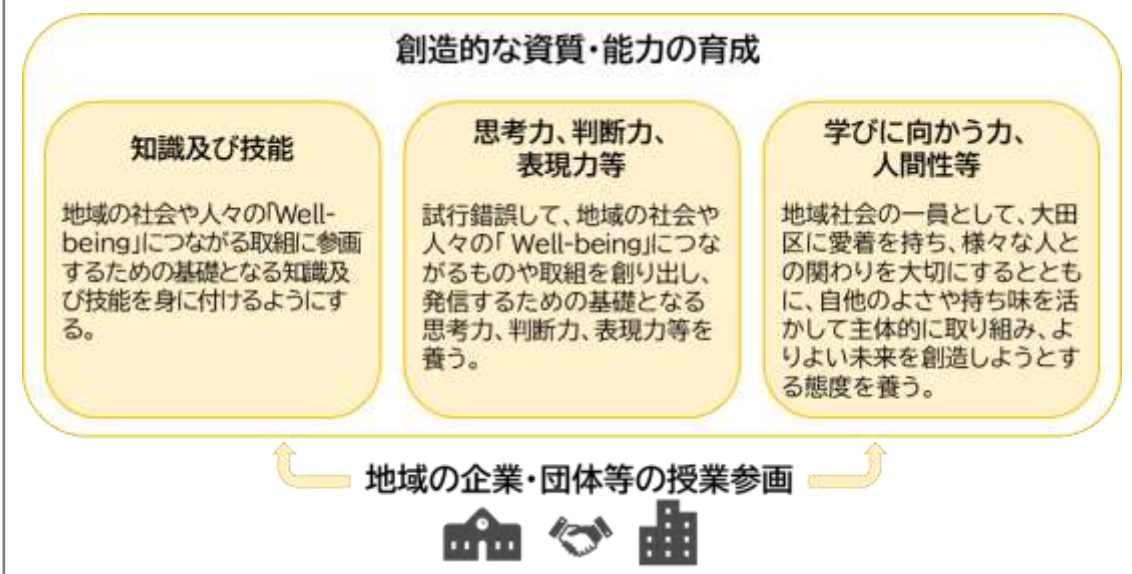 創造的な資質・能力の育成
知識及び技能
地域の社会や人々の「Well-
being」につながる取組に参画
するための基礎となる知識及
び技能を身に付けるようにす
る。
思考力、判断力、
表現力等
試行錯誤して、地域の社会や
人々の「 Well-being」につな
がるものや取組を創り出し、
発信するための基礎となる
思考力、判断力、表現力等を
養う。
学びに向かう力、
人間性等
地域社会の一員として、大田
区に愛着を持ち、様々な人と
の関わりを大切にするととも
に、自他のよさや持ち味を活
かして主体的に取り組み、よ
りよい未来を創造しようとす
る態度を養う。
地域の企業・団体等の授業参画